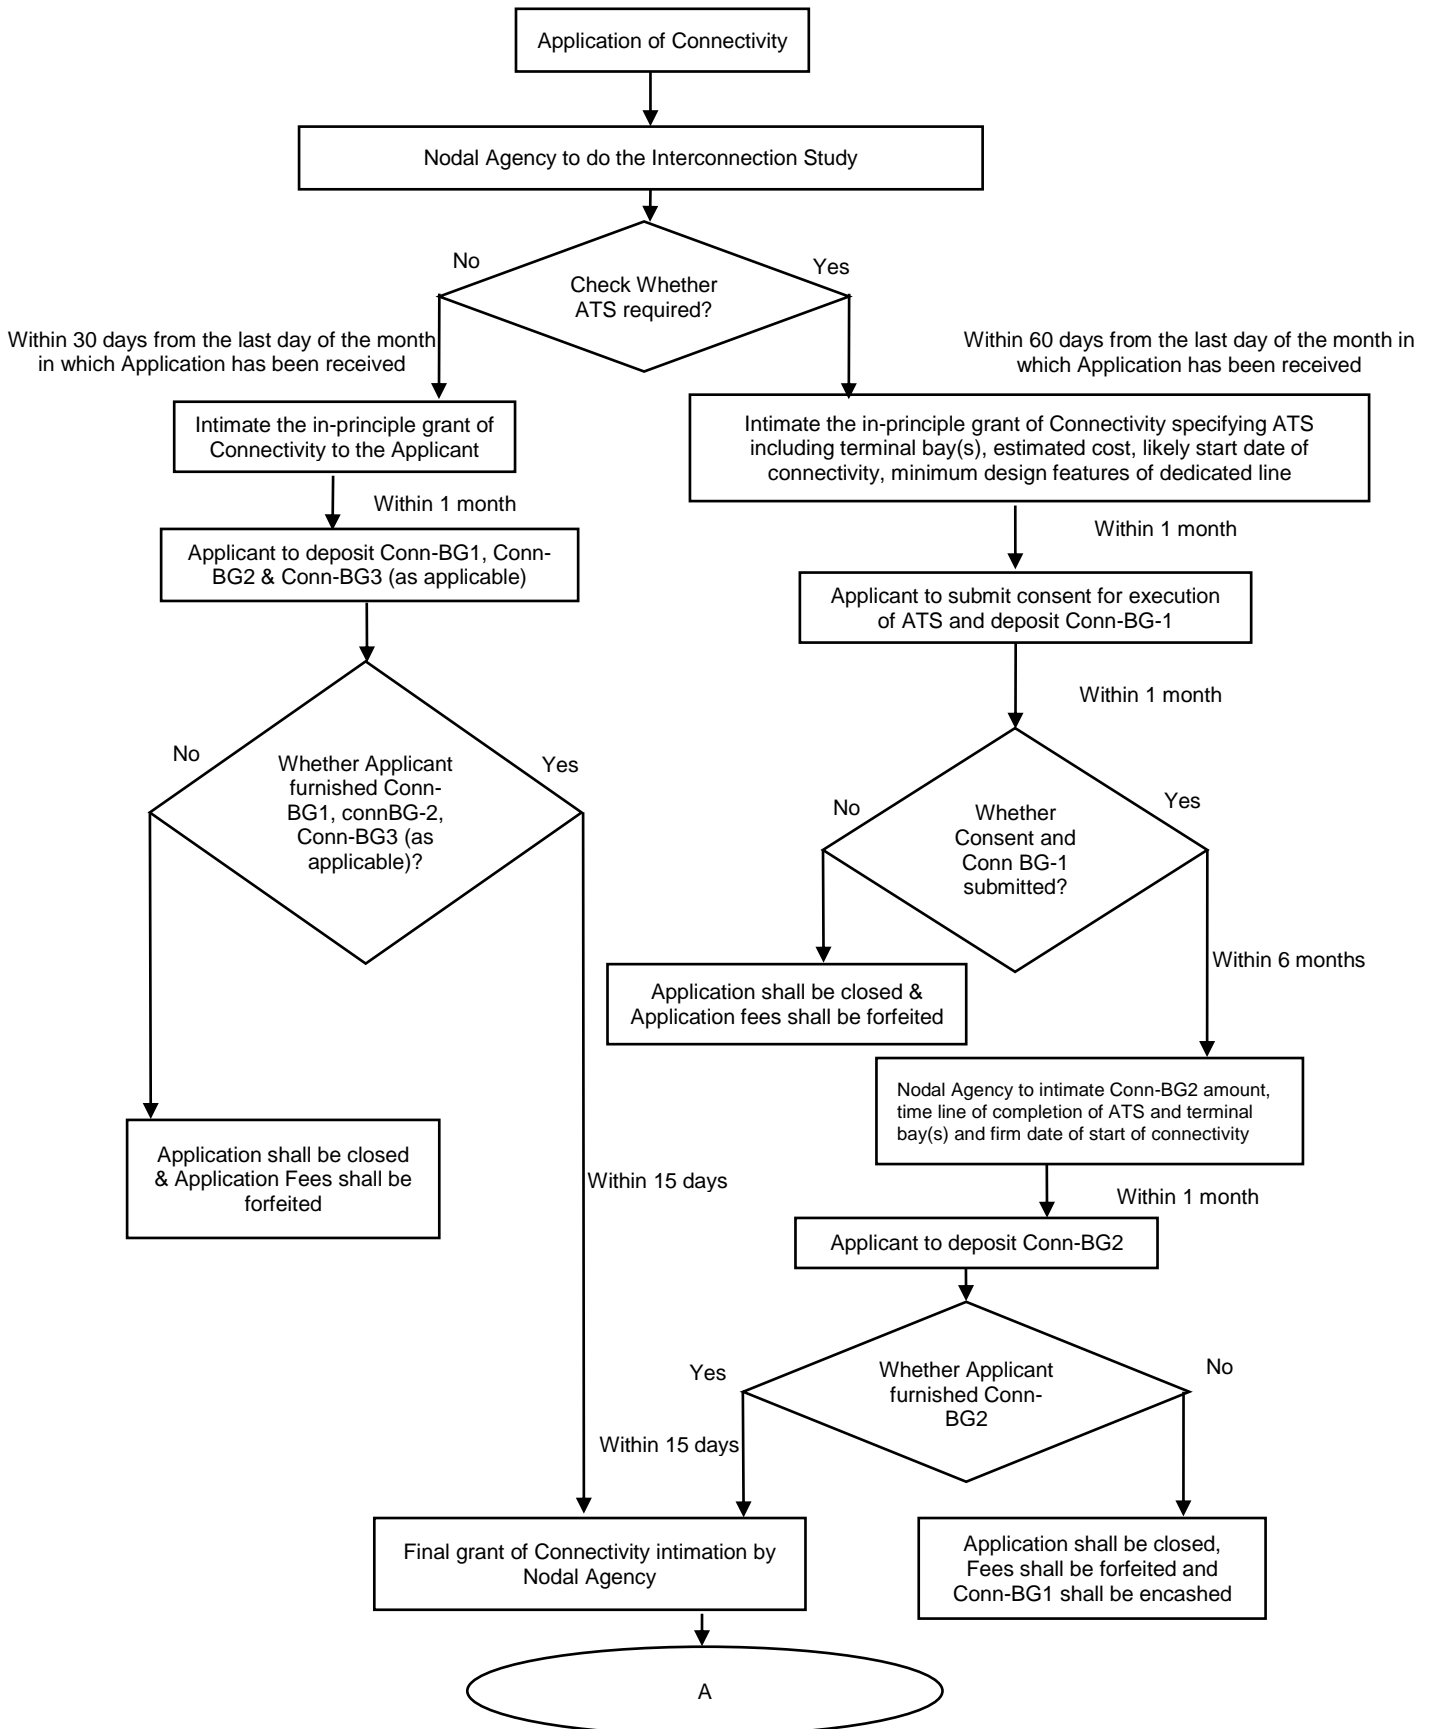 Application of Connectivity
Nodal Agency to do the Interconnection Study
No
Yes
Check Whether
ATS required?
Within 30 days from the last day of the month
in which Application has been received
Within 60 days from the last day of the month in
which Application has been received
Intimate the in-principle grant of
Connectivity to the Applicant
Intimate the in-principle grant of Connectivity specifying ATS
including terminal bay(s), estimated cost, likely start date of
connectivity, minimum design features of dedicated line
Within 1 month
Within 1 month
Applicant to deposit Conn-BG1, Conn-
BG2 & Conn-BG3 (as applicable)
Applicant to submit consent for execution
of ATS and deposit Conn-BG-1
Within 1 month
No
Whether Applicant
furnished Conn-
BG1, connBG-2,
Conn-BG3 (as
applicable)?
Yes
No
Whether
Consent and
Conn BG-1
submitted?
Yes
Within 6 months
Application shall be closed &
Application fees shall be forfeited
Nodal Agency to intimate Conn-BG2 amount,
time line of completion of ATS and terminal
bay(s) and firm date of start of connectivity
Application shall be closed
& Application Fees shall be
forfeited
Within 15 days
Within 1 month
Applicant to deposit Conn-BG2
Yes
Whether Applicant
furnished Conn-
BG2
No
Within 15 days
Final grant of Connectivity intimation by
Nodal Agency
Application shall be closed,
Fees shall be forfeited and
Conn-BG1 shall be encashed
A